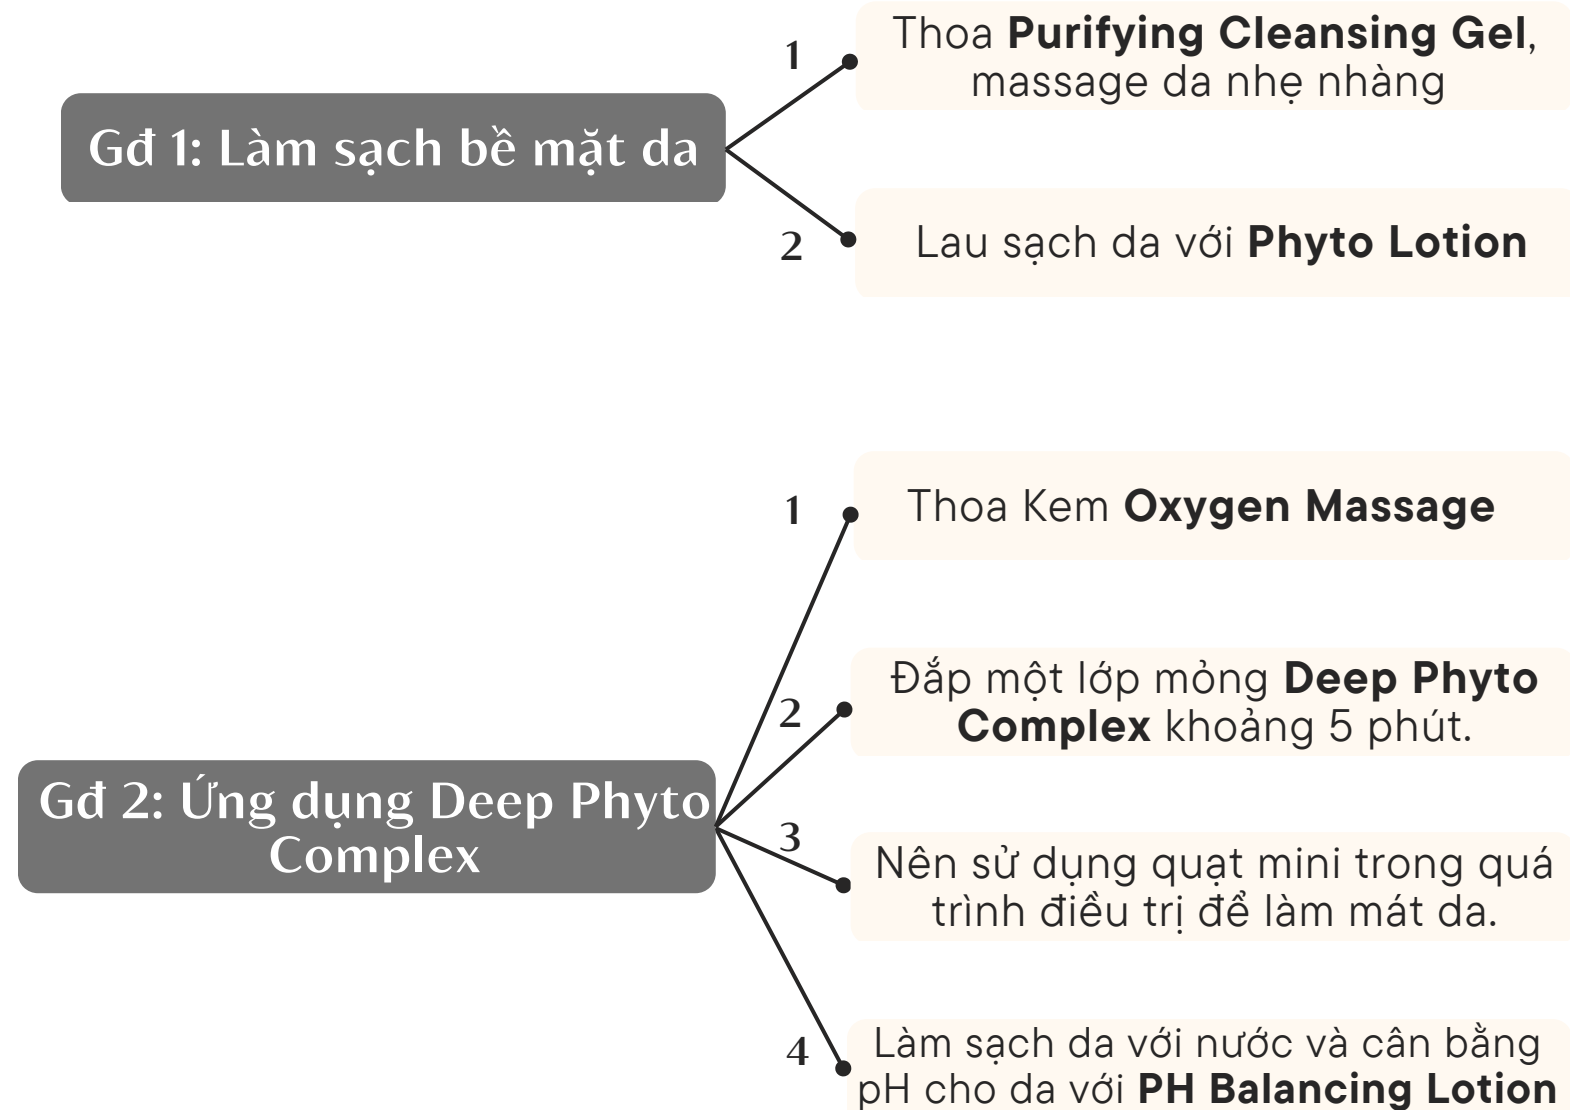 Gđ 1: Làm sạch bề mặt da
1
Thoa Purifying Cleansing Gel,
massage da nhẹ nhàng
2
Lau sạch da với Phyto Lotion
Gđ 2: Ứng dụng Deep Phyto
Complex
1
Thoa Kem Oxygen Massage
2
Đắp một lớp mỏng Deep Phyto
Complex khoảng 5 phút.
3
Nên sử dụng quạt mini trong quá
trình điều trị để làm mát da.
4
Làm sạch da với nước và cân bằng
pH cho da với PH Balancing Lotion